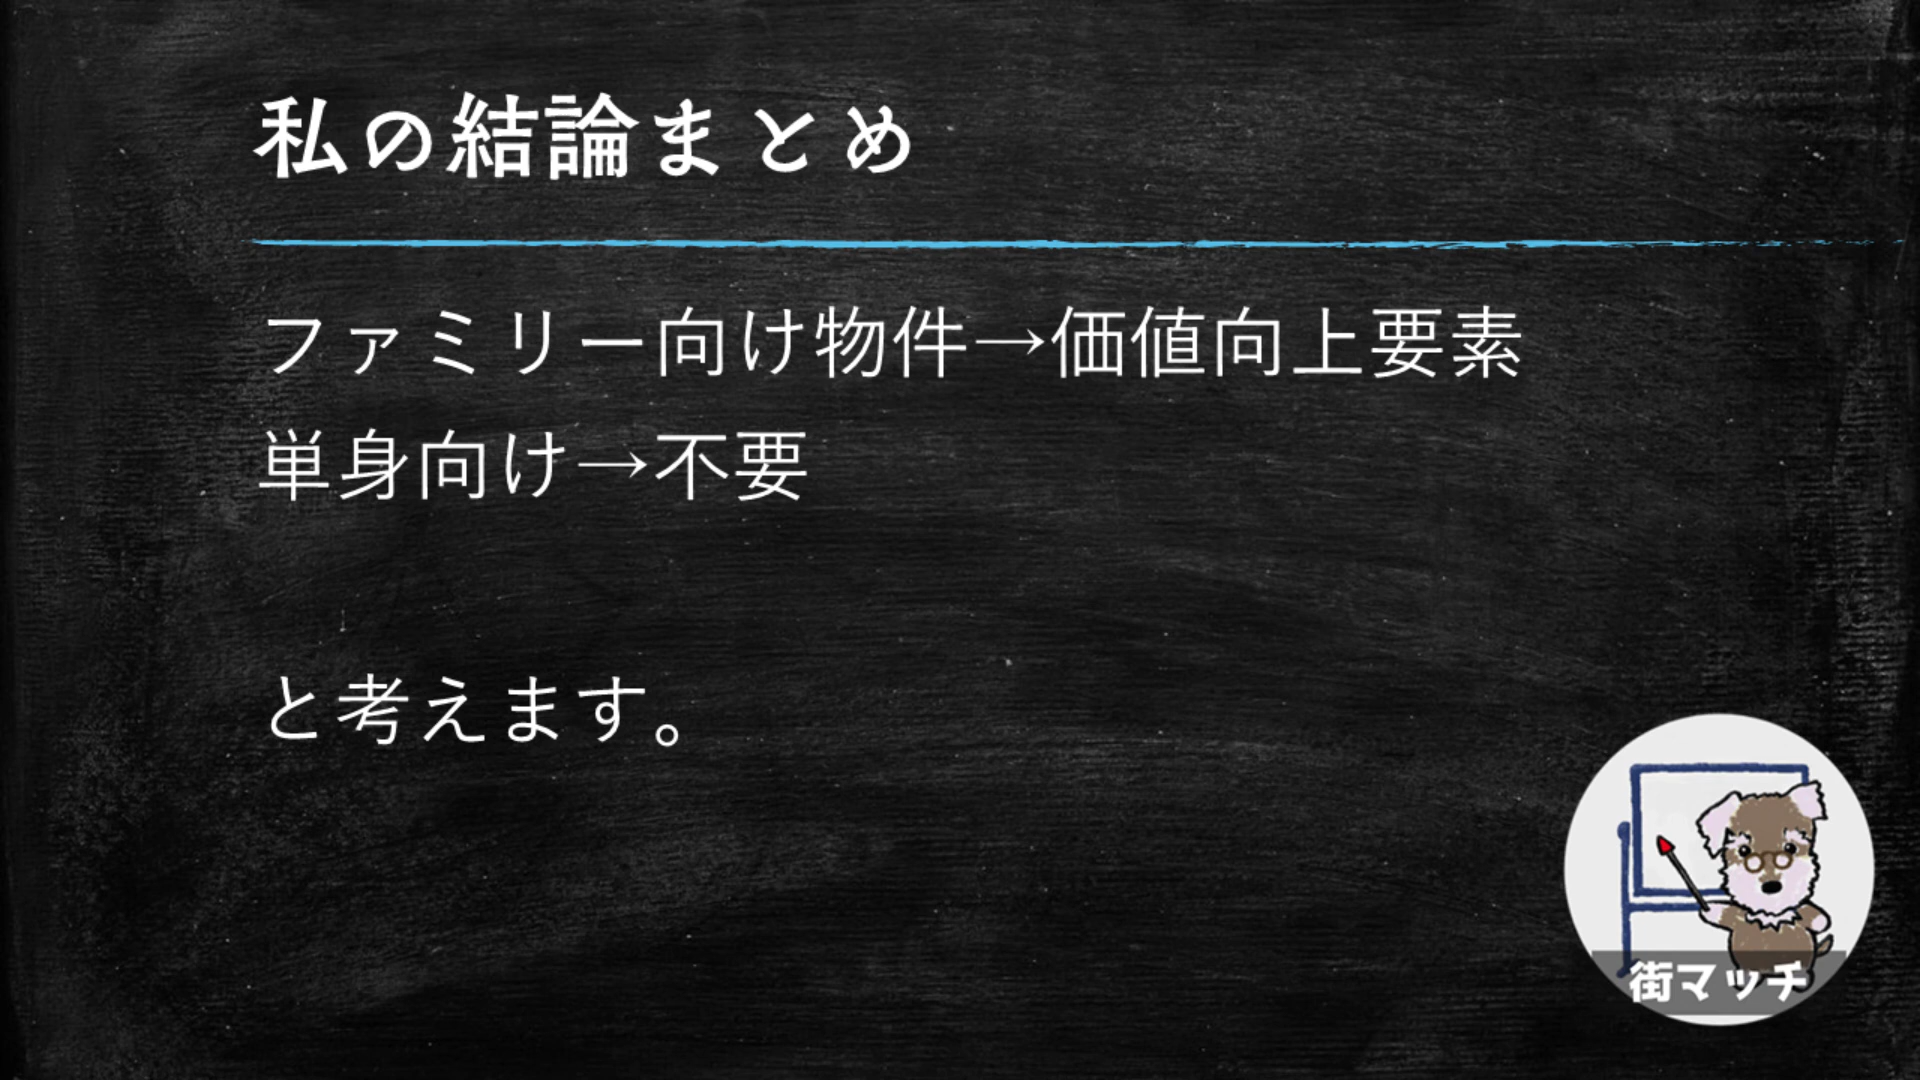 私の結論まとめ
ファミリー向け物件→価値向上要素
単身向け→不要
と考えます。
街マッチ